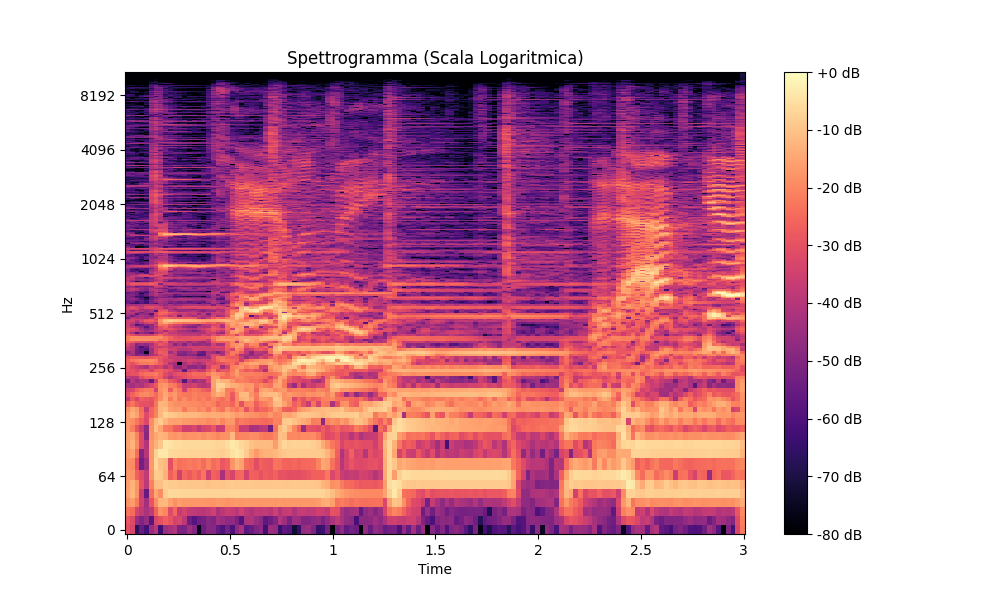 Spettrogramma (Scala Logaritmica)
Hz
8192
4096
2048
1024
512
256
128
64
0
0 0.5 1 1.5 2 2.5 3
Time
+0 dB
-10 dB
-20 dB
-30 dB
-40 dB
-50 dB
-60 dB
-70 dB
-80 dB